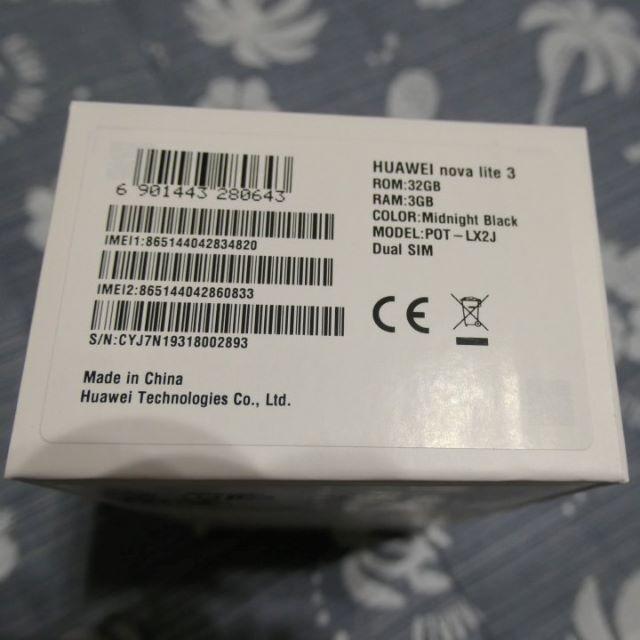 6 901443 280643
IMEI1:865144042834820
IMEI2:865144042860833
S/N:CYJ7N19318002893
Made in China
Huawei Technologies Co., Ltd.
HUAWEI nova lite 3
ROM:32GB
RAM:3GB
COLOR:Midnight Black
MODEL:POT-LX2J
Dual SIM
CE